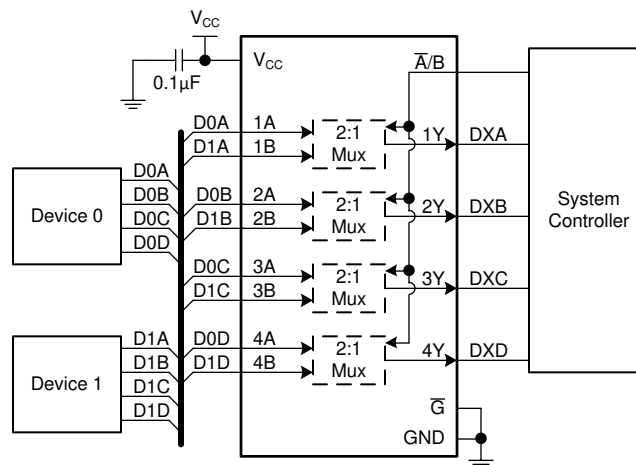 V_CC
0.1µF
V_CC
A̅/B
D0A 1A
D1A 1B
2:1 Mux
1Y DXA
D0B 2A
D1B 2B
2:1 Mux
2Y DXB
D0C 3A
D1C 3B
2:1 Mux
3Y DXC
D0D 4A
D1D 4B
2:1 Mux
4Y DXD
G̅
GND
Device 0
D0A
D0B
D0C
D0D
Device 1
D1A
D1B
D1C
D1D
System
Controller